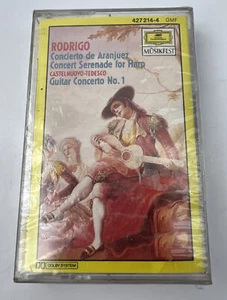 427 214-4 GMF
RODRIGO
Concierto de Aranjuez
Concert Serenade for Harp
CASTELNUOVO-TEDESCO
Guitar Concerto No. 1
MUSIKFEST
DOLBY SYSTEM